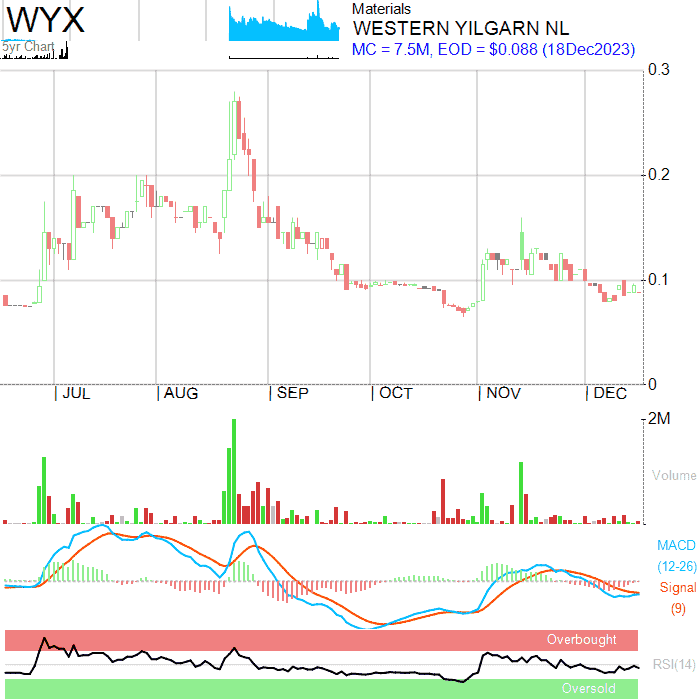 WYX
5yr Chart
Materials
WESTERN YILGARN NL
MC = 7.5M, EOD = $0.088 (18Dec2023)
0.3
0.2
0.1
0
JUL AUG SEP OCT NOV DEC
2M
Volume
MACD
(12-26)
Signal
(9)
Overbought
RSI(14)
Oversold